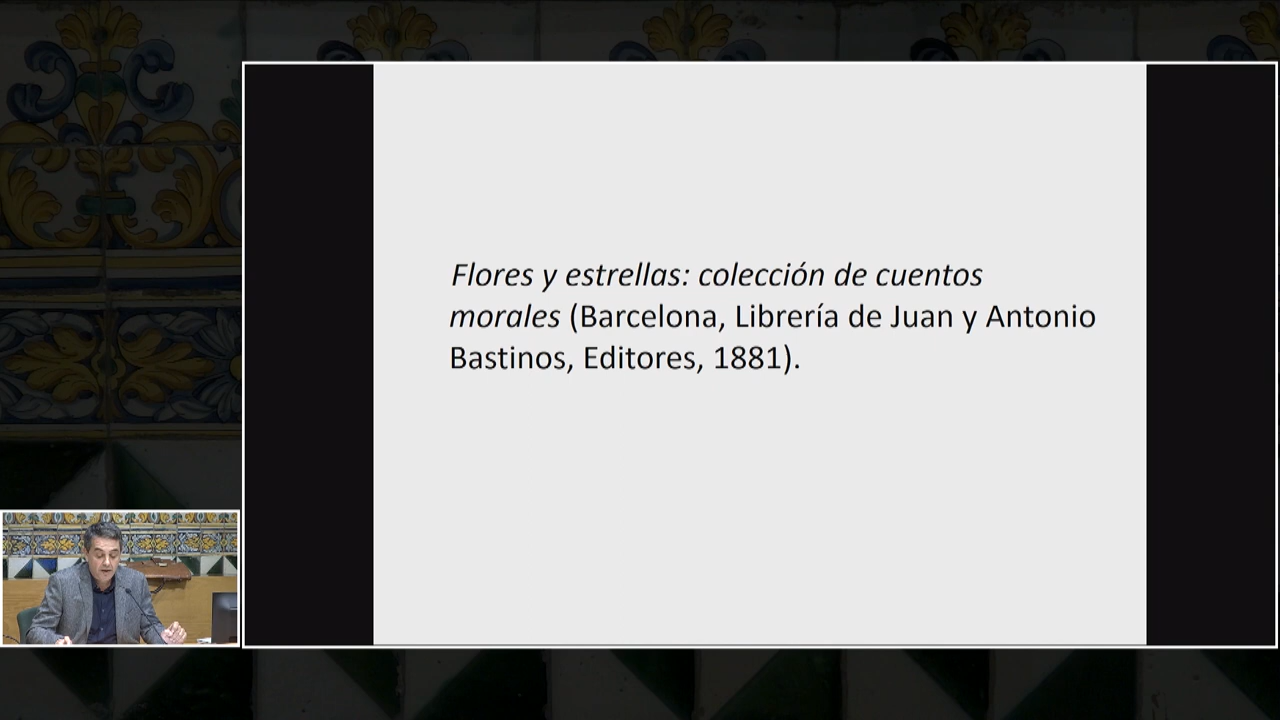 Flores y estrellas: colección de cuentos
morales (Barcelona, Librería de Juan y Antonio
Bastinos, Editores, 1881).